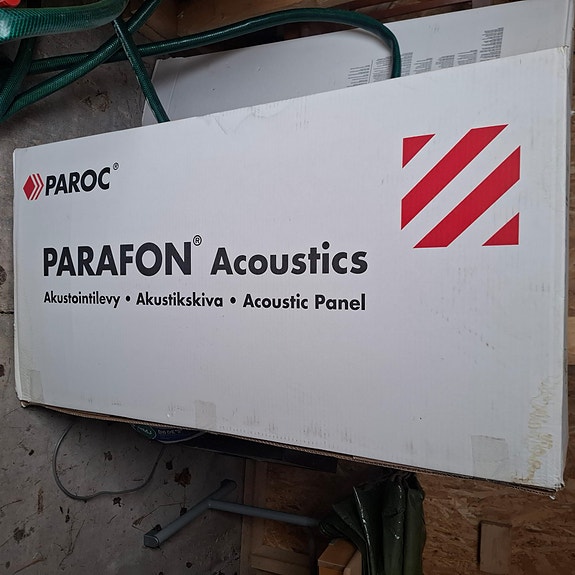 PAROC®
PARAFON® Acoustics
Akustointilevy • Akustikskiva • Acoustic Panel